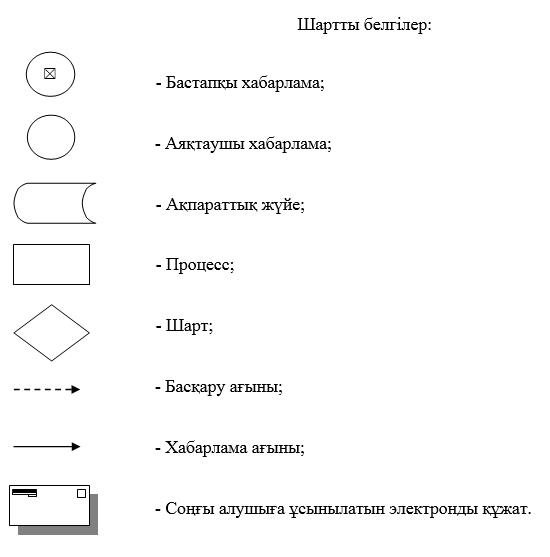 Шартты белгілер:
- Бастапқы хабарлама;
- Аяқтаушы хабарлама;
- Ақпараттық жүйе;
- Процесс;
- Шарт;
- Басқару ағыны;
- Хабарлама ағыны;
- Соңғы алушыға ұсынылатын электронды құжат.